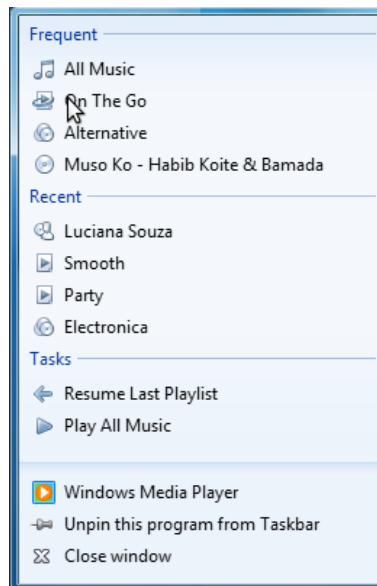 Frequent
All Music
On The Go
Alternative
Muso Ko - Habib Koite & Bamada
Recent
Luciana Souza
Smooth
Party
Electronica
Tasks
Resume Last Playlist
Play All Music
Windows Media Player
Unpin this program from Taskbar
Close window